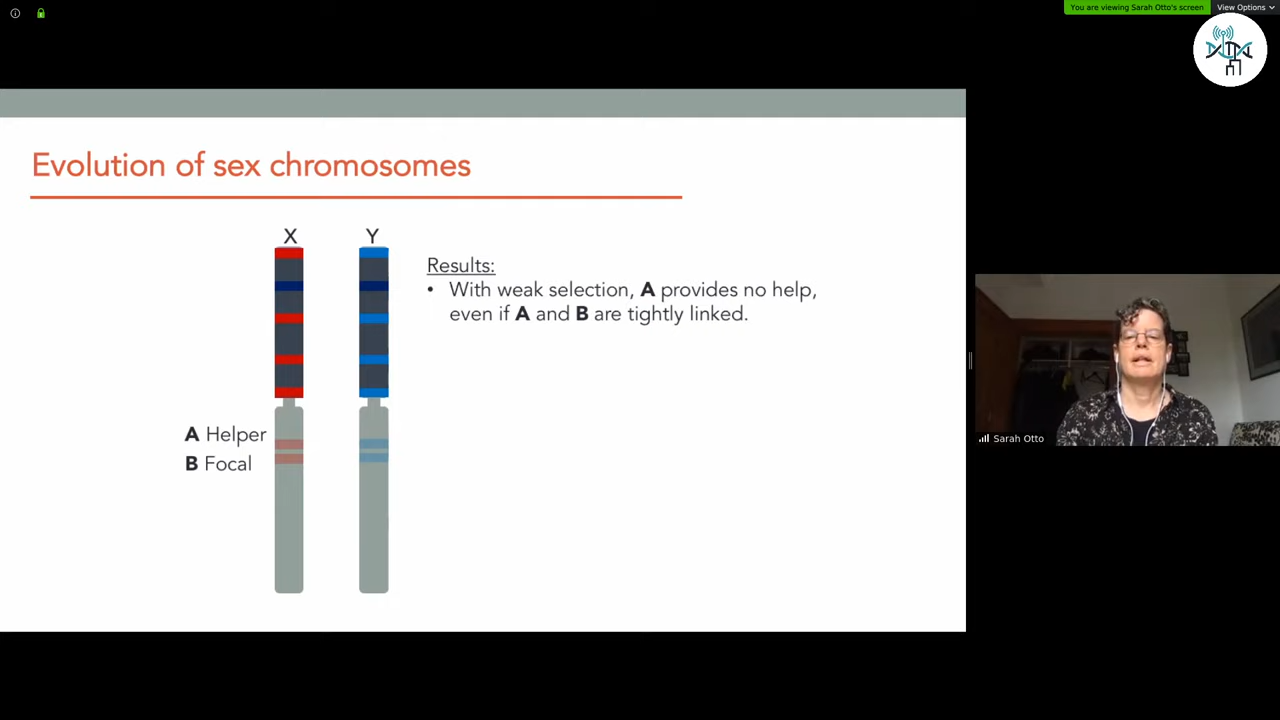 You are viewing Sarah Otto's screen
View Options
Evolution of sex chromosomes
X
Y
Results:
• With weak selection, A provides no help,
even if A and B are tightly linked.
A Helper
B Focal
Sarah Otto